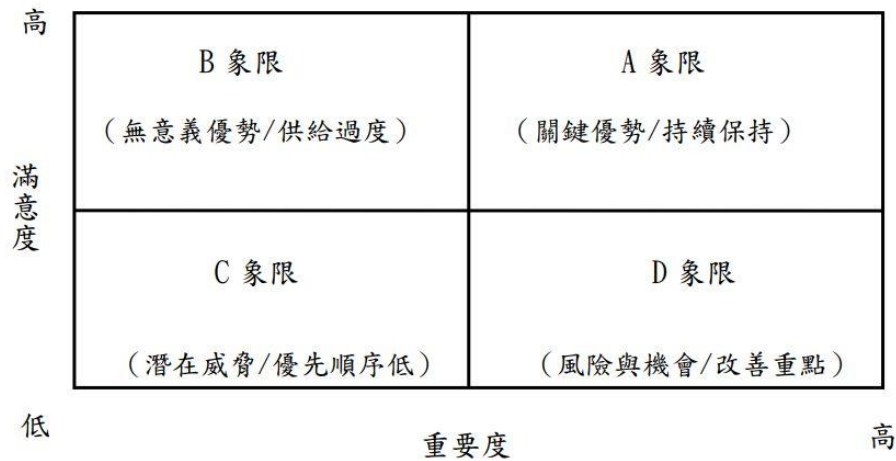 高
B 象限
A 象限
(無意義優勢/供給過度)
(關鍵優勢/持續保持)
滿意度
C 象限
D 象限
(潛在威脅/優先順序低)
(風險與機會/改善重點)
低
重要度
高